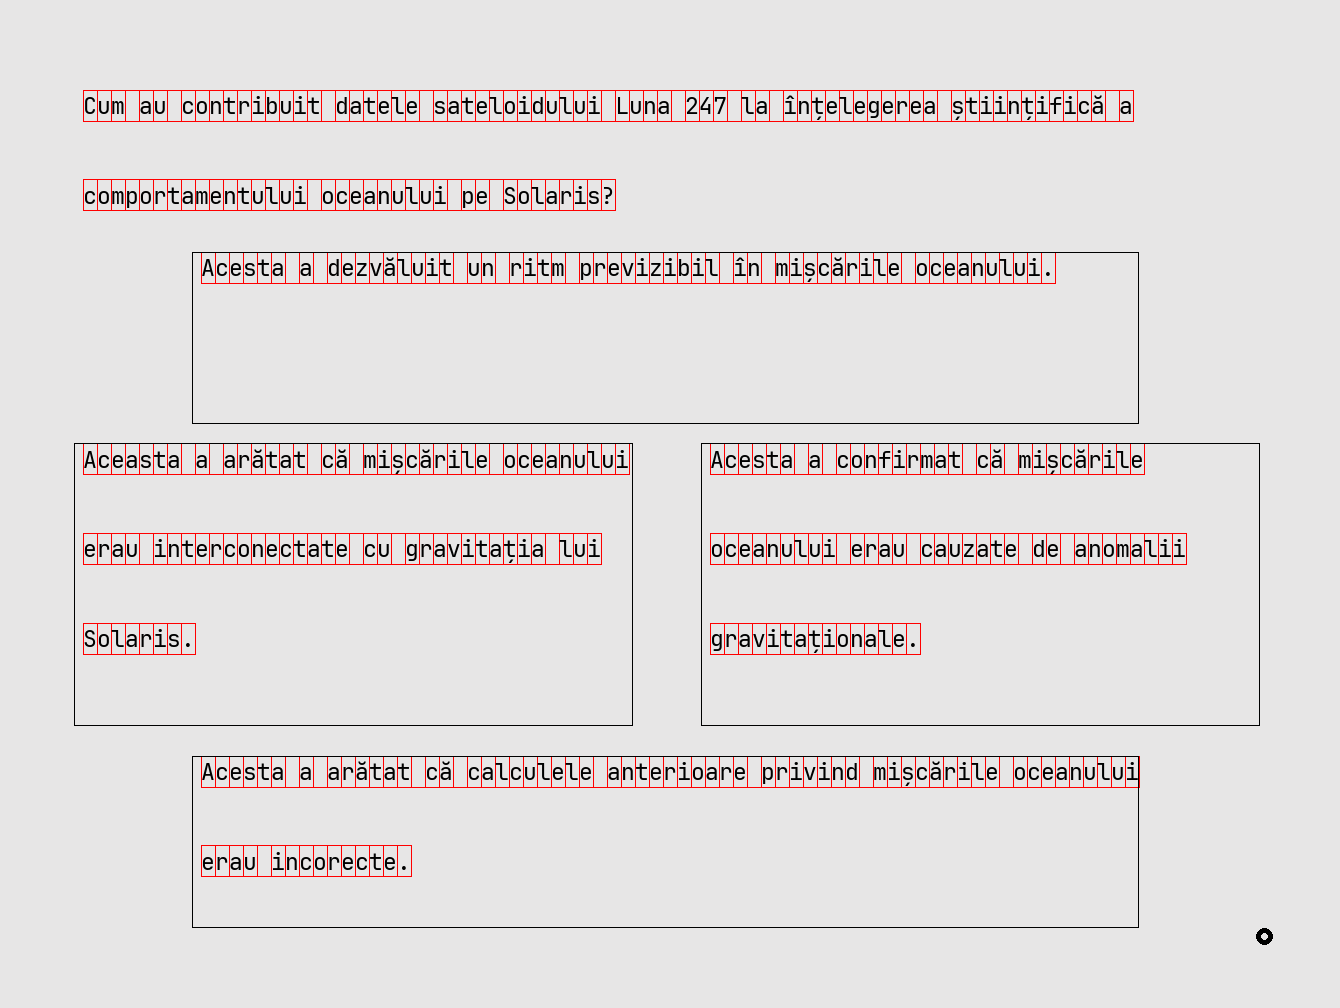 Cum au contribuit datele sateloidului Luna 247 la înțelegerea științifică a
comportamentului oceanului pe Solaris?
Acesta a dezvăluit un ritm previzibil în mișcările oceanului.
Aceasta a arătat că mișcările oceanului
erau interconectate cu gravitația lui
Solaris.
Acesta a confirmat că mișcările
oceanului erau cauzate de anomalii
gravitaționale.
Acesta a arătat că calculele anterioare privind mișcările oceanului
erau incorecte.